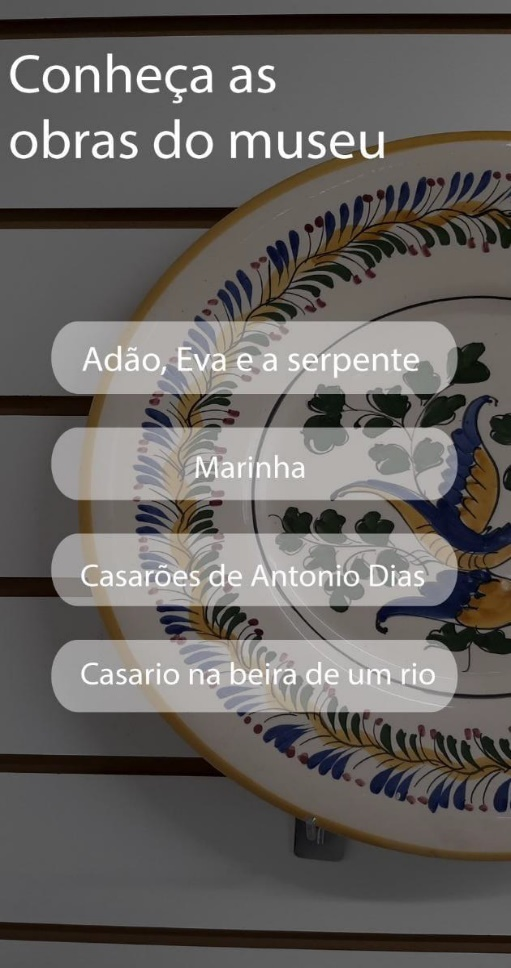 Conheça as
obras do museu
Adão, Eva e a serpente
Marinha
Casarões de Antonio Dias
Casario na beira de um rio